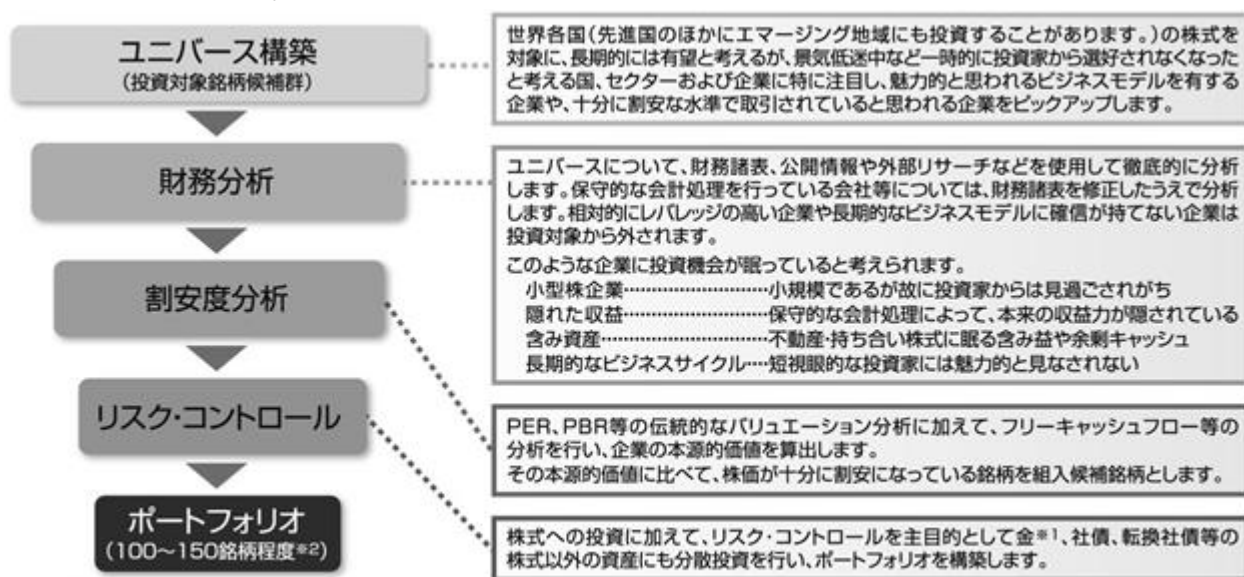 ユニバース構築
(投資対象銘柄候補群)
世界各国(先進国のほかにエマージング地域にも投資することがあります。)の株式を
対象に、長期的には有望と考えるが、景気低迷中など一時的に投資家から選好されなくなった
と考える国、セクターおよび企業に特に注目し、魅力的と思われるビジネスモデルを有する
企業や、十分に割安な水準で取引されていると思われる企業をピックアップします。
財務分析
ユニバースについて、財務諸表、公開情報や外部リサーチなどを使用して徹底的に分析
します。保守的な会計処理を行っている会社等については、財務諸表を修正したうえで分析
します。相対的にレバレッジの高い企業や長期的なビジネスモデルに確信が持てない企業は
投資対象から外されます。
このような企業に投資機会が眠っていると考えられます。
小型株企業…………………………小規模であるが故に投資家からは見過ごされがち
隠れた収益…………………………保守的な会計処理によって、本来の収益力が隠されている
含み資産……………………………不動産・持ち合い株式に眠る含み益や余剰キャッシュ
長期的なビジネスサイクル……短視眼的な投資家には魅力的と見なされない
割安度分析
PER、PBR等の伝統的なバリュエーション分析に加えて、フリーキャッシュフロー等の
分析を行い、企業の本源的価値を算出します。
その本源的価値に比べて、株価が十分に割安になっている銘柄を組入候補銘柄とします。
リスク・コントロール
株式への投資に加えて、リスク・コントロールを主目的として金※1、社債、転換社債等の
株式以外の資産にも分散投資を行い、ポートフォリオを構築します。
ポートフォリオ
(100～150銘柄程度※2)